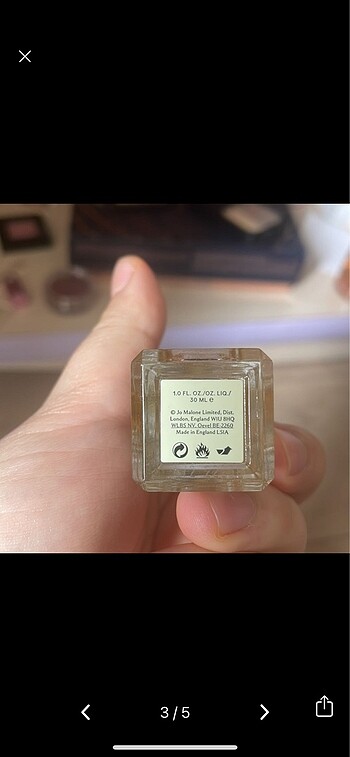 1.0 FL. OZ./OZ. LIQ./
30 ML ℮
© Jo Malone Limited, Dist.
London, England W1U 8HQ
WLBS NV, Oevel BE-2260
Made in England LSIA
3/5